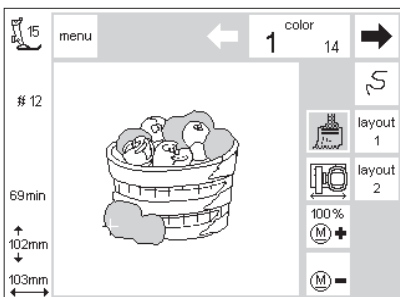 15
menu
color
1
14
# 12
layout
1
layout
2
69min
100%
M +
102mm
103mm
M -